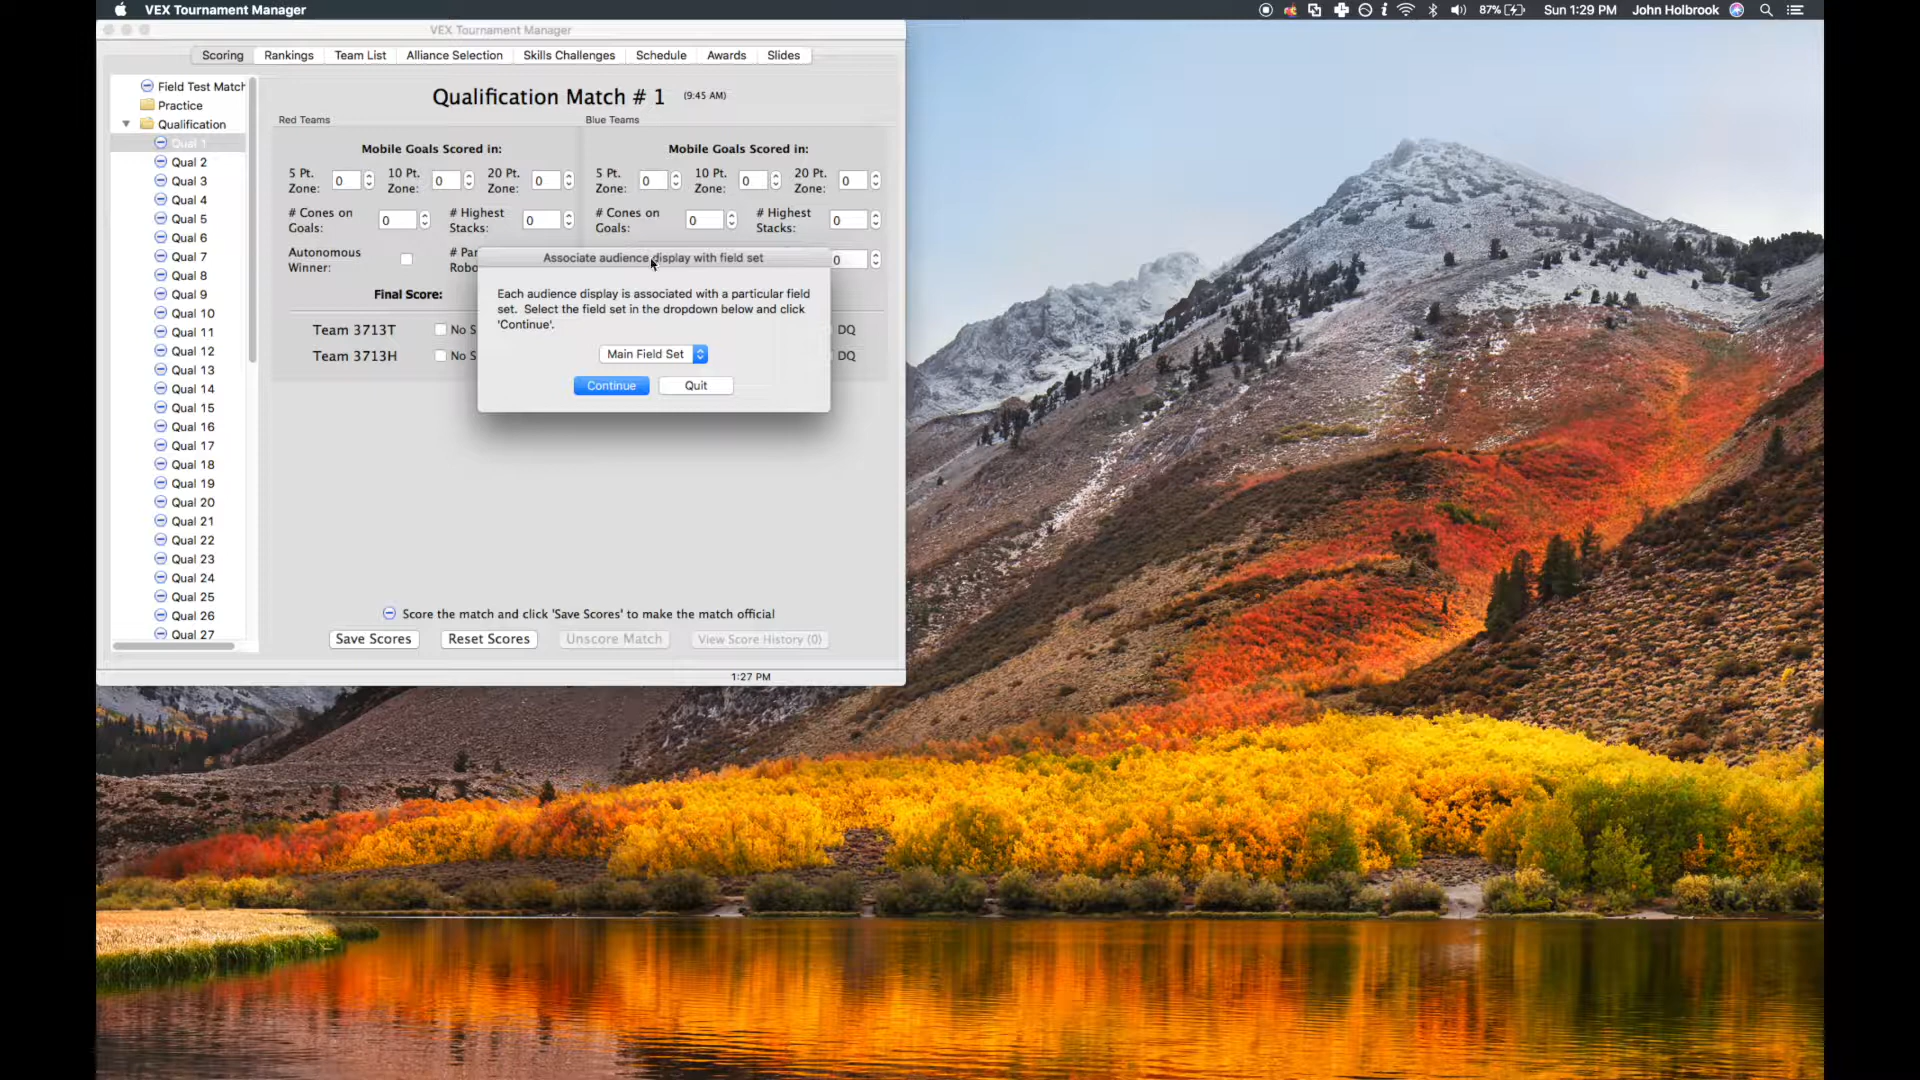 VEX Tournament Manager
87%
Sun 1:29 PM
John Holbrook
VEX Tournament Manager
Scoring
Rankings
Team List
Alliance Selection
Skills Challenges
Schedule
Awards
Slides
Field Test Match
Practice
Qualification
Qual 1
Qual 2
Qual 3
Qual 4
Qual 5
Qual 6
Qual 7
Qual 8
Qual 9
Qual 10
Qual 11
Qual 12
Qual 13
Qual 14
Qual 15
Qual 16
Qual 17
Qual 18
Qual 19
Qual 20
Qual 21
Qual 22
Qual 23
Qual 24
Qual 25
Qual 26
Qual 27
Qualification Match # 1 (9:45 AM)
Red Teams
Mobile Goals Scored in:
5 Pt. Zone: 0
10 Pt. Zone: 0
20 Pt. Zone: 0
# Cones on Goals: 0
# Highest Stacks: 0
Autonomous Winner:
# Par
Robo
Final Score:
Team 3713T
No S
Team 3713H
No S
Blue Teams
Mobile Goals Scored in:
5 Pt. Zone: 0
10 Pt. Zone: 0
20 Pt. Zone: 0
# Cones on Goals: 0
# Highest Stacks: 0
0
DQ
DQ
Associate audience display with field set
Each audience display is associated with a particular field
set. Select the field set in the dropdown below and click
'Continue'.
Main Field Set
Continue
Quit
Score the match and click 'Save Scores' to make the match official
Save Scores
Reset Scores
Unscore Match
View Score History (0)
1:27 PM